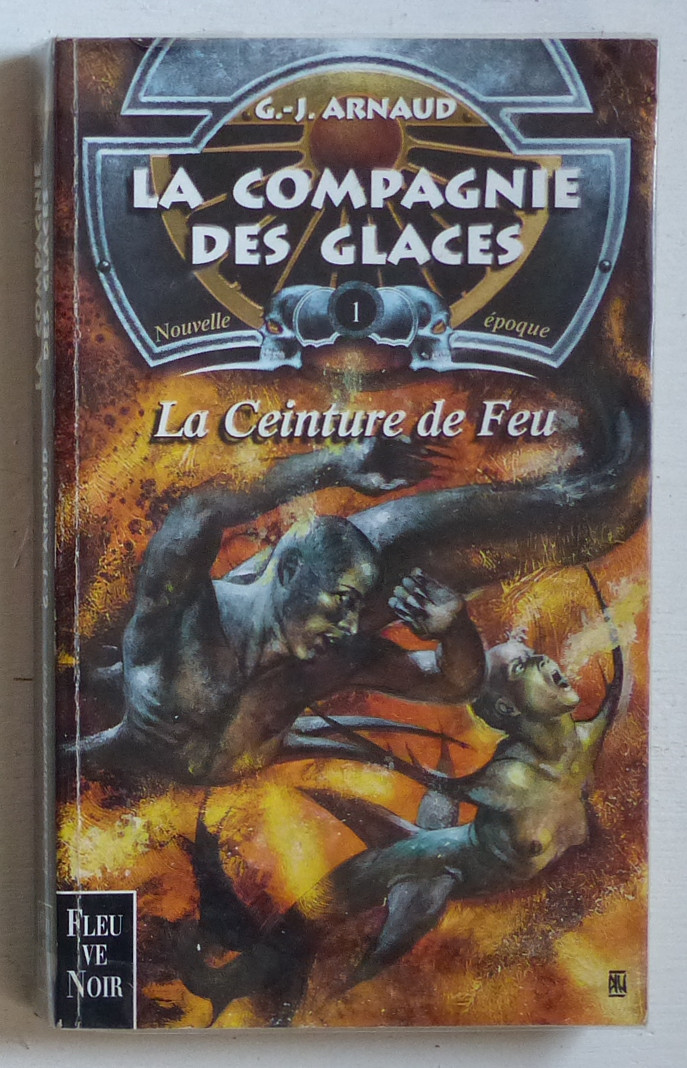 G.-J. ARNAUD
LA COMPAGNIE
DES GLACES
Nouvelle 1 époque
La Ceinture de Feu
FLEU
VE
NOIR
LA COMPAGNIE
DES GLACES
G.-J. ARNAUD